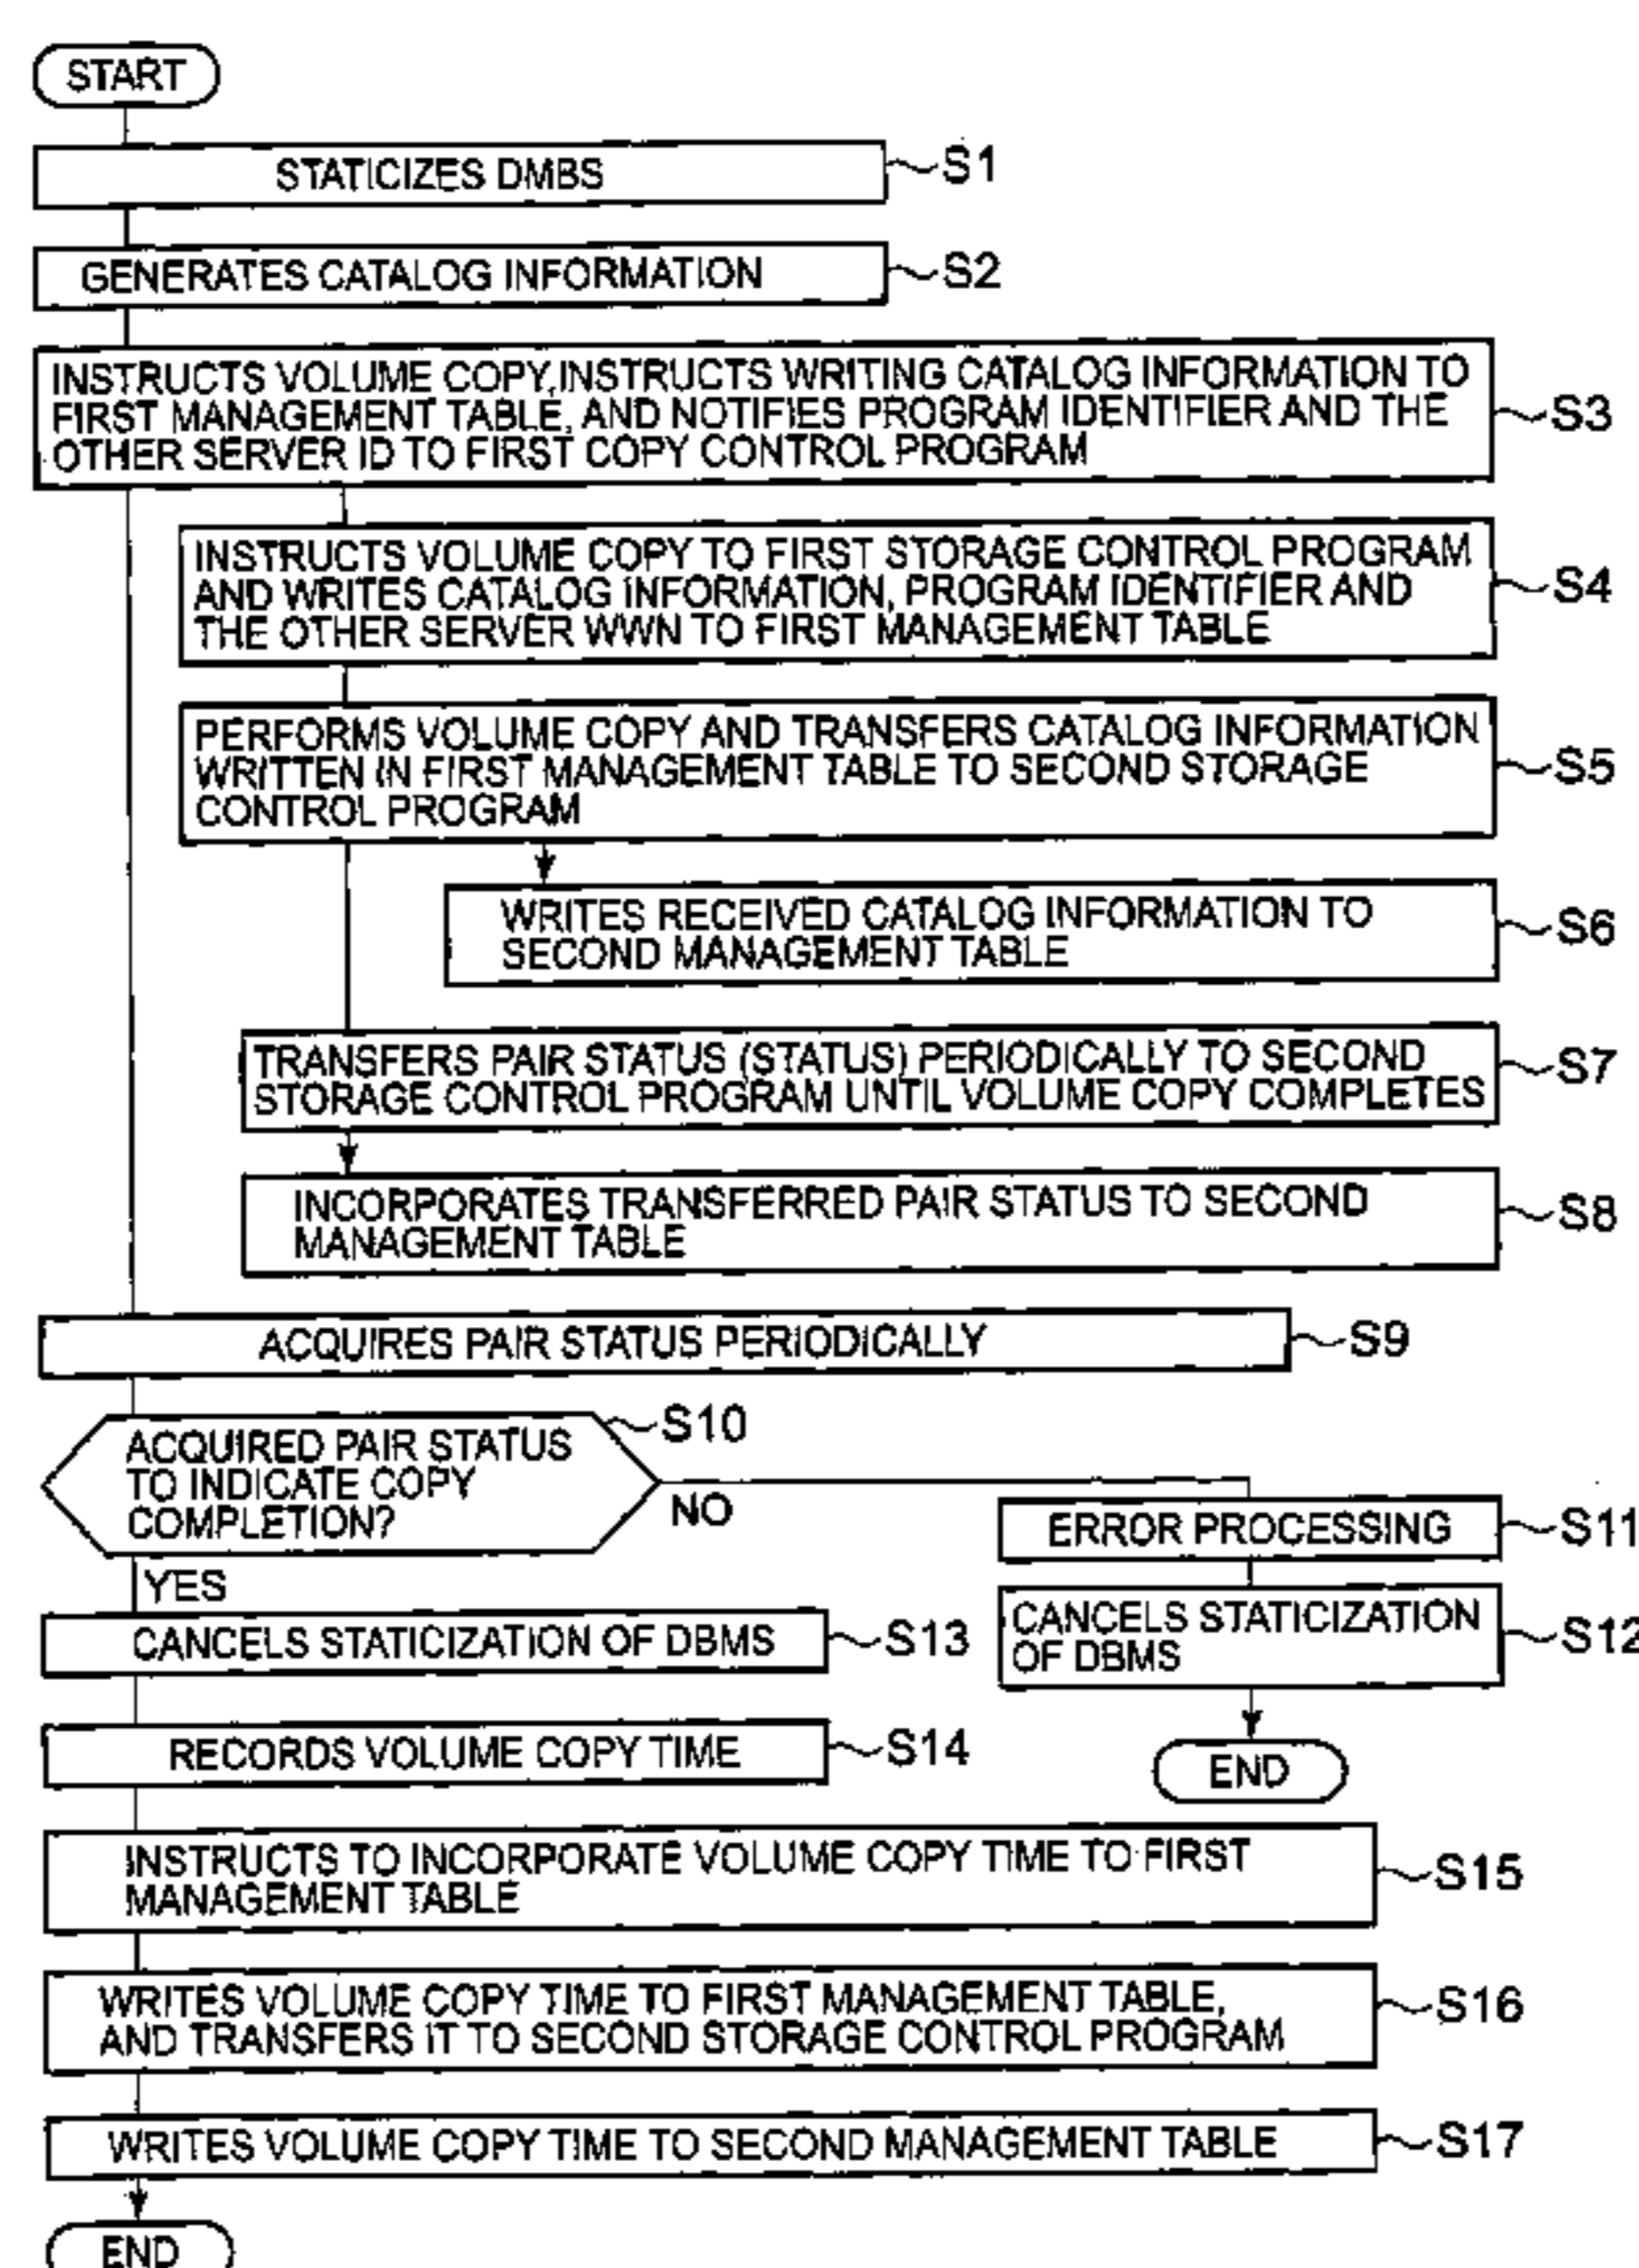 START
STATICIZES DMBS
S1
GENERATES CATALOG INFORMATION
S2
INSTRUCTS VOLUME COPY,INSTRUCTS WRITING CATALOG INFORMATION TO
FIRST MANAGEMENT TABLE, AND NOTIFIES PROGRAM IDENTIFIER AND THE
OTHER SERVER ID TO FIRST COPY CONTROL PROGRAM
S3
INSTRUCTS VOLUME COPY TO FIRST STORAGE CONTROL PROGRAM
AND WRITES CATALOG INFORMATION, PROGRAM IDENTIFIER AND
THE OTHER SERVER WWN TO FIRST MANAGEMENT TABLE
S4
PERFORMS VOLUME COPY AND TRANSFERS CATALOG INFORMATION
WRITTEN IN FIRST MANAGEMENT TABLE TO SECOND STORAGE
CONTROL PROGRAM
S5
WRITES RECEIVED CATALOG INFORMATION TO
SECOND MANAGEMENT TABLE
S6
TRANSFERS PAIR STATUS (STATUS) PERIODICALLY TO SECOND
STORAGE CONTROL PROGRAM UNTIL VOLUME COPY COMPLETES
S7
INCORPORATES TRANSFERRED PAIR STATUS TO SECOND
MANAGEMENT TABLE
S8
ACQUIRES PAIR STATUS PERIODICALLY
S9
S10
ACQUIRED PAIR STATUS
TO INDICATE COPY
COMPLETION?
NO
YES
ERROR PROCESSING
S11
CANCELS STATICIZATION
OF DBMS
S12
END
CANCELS STATICIZATION OF DBMS
S13
RECORDS VOLUME COPY TIME
S14
INSTRUCTS TO INCORPORATE VOLUME COPY TIME TO FIRST
MANAGEMENT TABLE
S15
WRITES VOLUME COPY TIME TO FIRST MANAGEMENT TABLE,
AND TRANSFERS IT TO SECOND STORAGE CONTROL PROGRAM
S16
WRITES VOLUME COPY TIME TO SECOND MANAGEMENT TABLE
S17
END